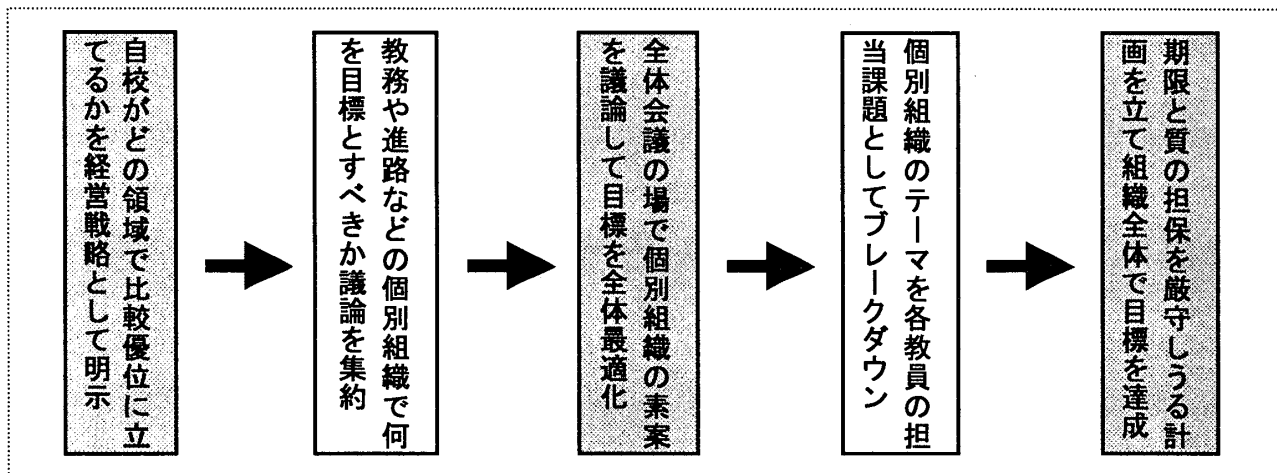 自校がどの領域で比較優位に立
てるかを経営戦略として明示
教務や進路などの個別組織で何
を目標とすべきか議論を集約
全体会議の場で個別組織の素案
を議論して目標を全体最適化
個別組織のテーマを各教員の担
当課題としてブレークダウン
期限と質の担保を厳守しうる計
画を立て組織全体で目標を達成